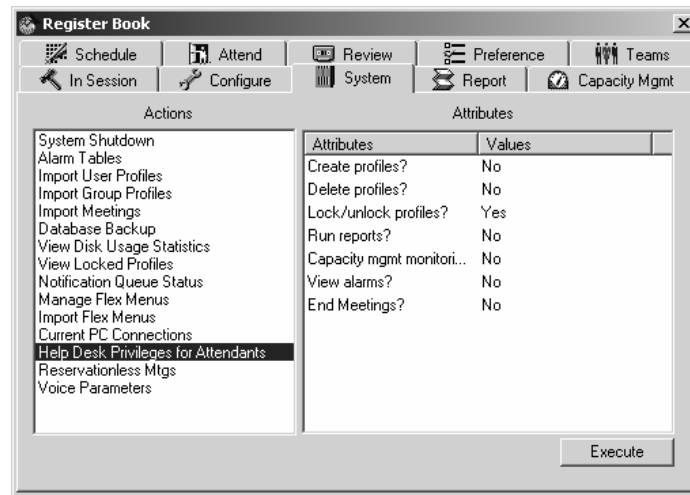 Register Book
Schedule Attend Review Preference Teams
In Session Configure System Report Capacity Mgmt
Actions
System Shutdown
Alarm Tables
Import User Profiles
Import Group Profiles
Import Meetings
Database Backup
View Disk Usage Statistics
View Locked Profiles
Notification Queue Status
Manage Flex Menus
Import Flex Menus
Current PC Connections
Help Desk Privileges for Attendants
Reservationless Mtgs
Voice Parameters
Attributes
Attributes Values
Create profiles? No
Delete profiles? No
Lock/unlock profiles? Yes
Run reports? No
Capacity mgmt monitori... No
View alarms? No
End Meetings? No
Execute